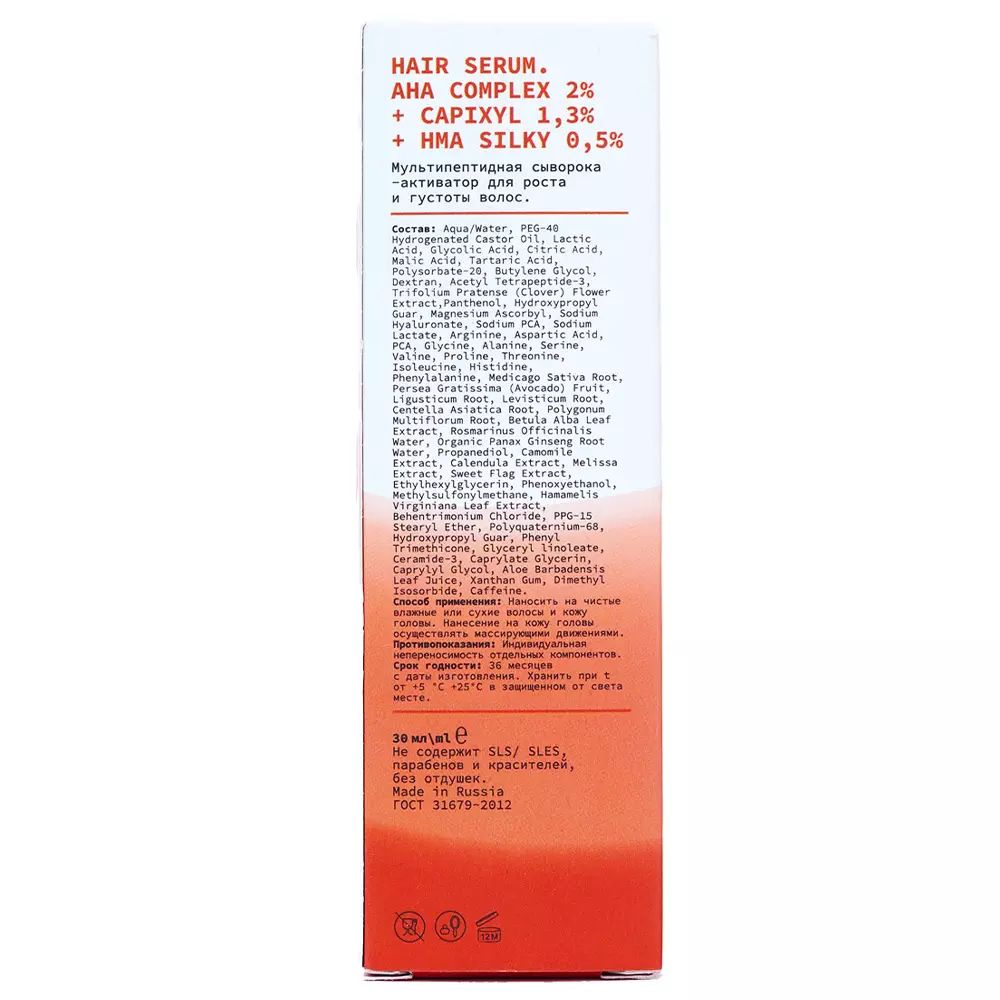 HAIR SERUM.
AHA COMPLEX 2%
+ CAPIXYL 1,3%
+ HMA SILKY 0,5%
Мультипептидная сыворока
-активатор для роста
и густоты волос.
Состав: Aqua/Water, PEG-40
Hydrogenated Castor Oil, Lactic
Acid, Glycolic Acid, Citric Acid,
Malic Acid, Tartaric Acid,
Polysorbate-20, Butylene Glycol,
Dextran, Acetyl Tetrapeptide-3,
Trifolium Pratense (Clover) Flower
Extract,Panthenol, Hydroxypropyl
Guar, Magnesium Ascorbyl, Sodium
Hyaluronate, Sodium PCA, Sodium
Lactate, Arginine, Aspartic Acid,
PCA, Glycine, Alanine, Serine,
Valine, Proline, Threonine,
Isoleucine, Histidine,
Phenylalanine, Medicago Sativa Root,
Persea Gratissima (Avocado) Fruit,
Ligusticum Root, Levisticum Root,
Centella Asiatica Root, Polygonum
Multiflorum Root, Betula Alba Leaf
Extract, Rosmarinus Officinalis
Water, Organic Panax Ginseng Root
Water, Propanediol, Camomile
Extract, Calendula Extract, Melissa
Extract, Sweet Flag Extract,
Ethylhexylglycerin, Phenoxyethanol,
Methylsulfonylmethane, Hamamelis
Virginiana Leaf Extract,
Behentrimonium Chloride, PPG-15
Stearyl Ether, Polyquaternium-68,
Hydroxypropyl Guar, Phenyl
Trimethicone, Glyceryl linoleate,
Ceramide-3, Caprylate Glycerin,
Caprylyl Glycol, Aloe Barbadensis
Leaf Juice, Xanthan Gum, Dimethyl
Isosorbide, Caffeine.
Способ применения: Наносить на чистые
влажные или сухие волосы и кожу
головы. Нанесение на кожу головы
осуществлять массирующими движениями.
Противопоказания: Индивидуальная
непереносимость отдельных компонентов.
Срок годности: 36 месяцев
с даты изготовления. Хранить при t
от +5 °C +25°C в защищенном от света
месте.
30 мл\ml e
Не содержит SLS/ SLES,
парабенов и красителей,
без отдушек.
Made in Russia
ГОСТ 31679-2012
12M